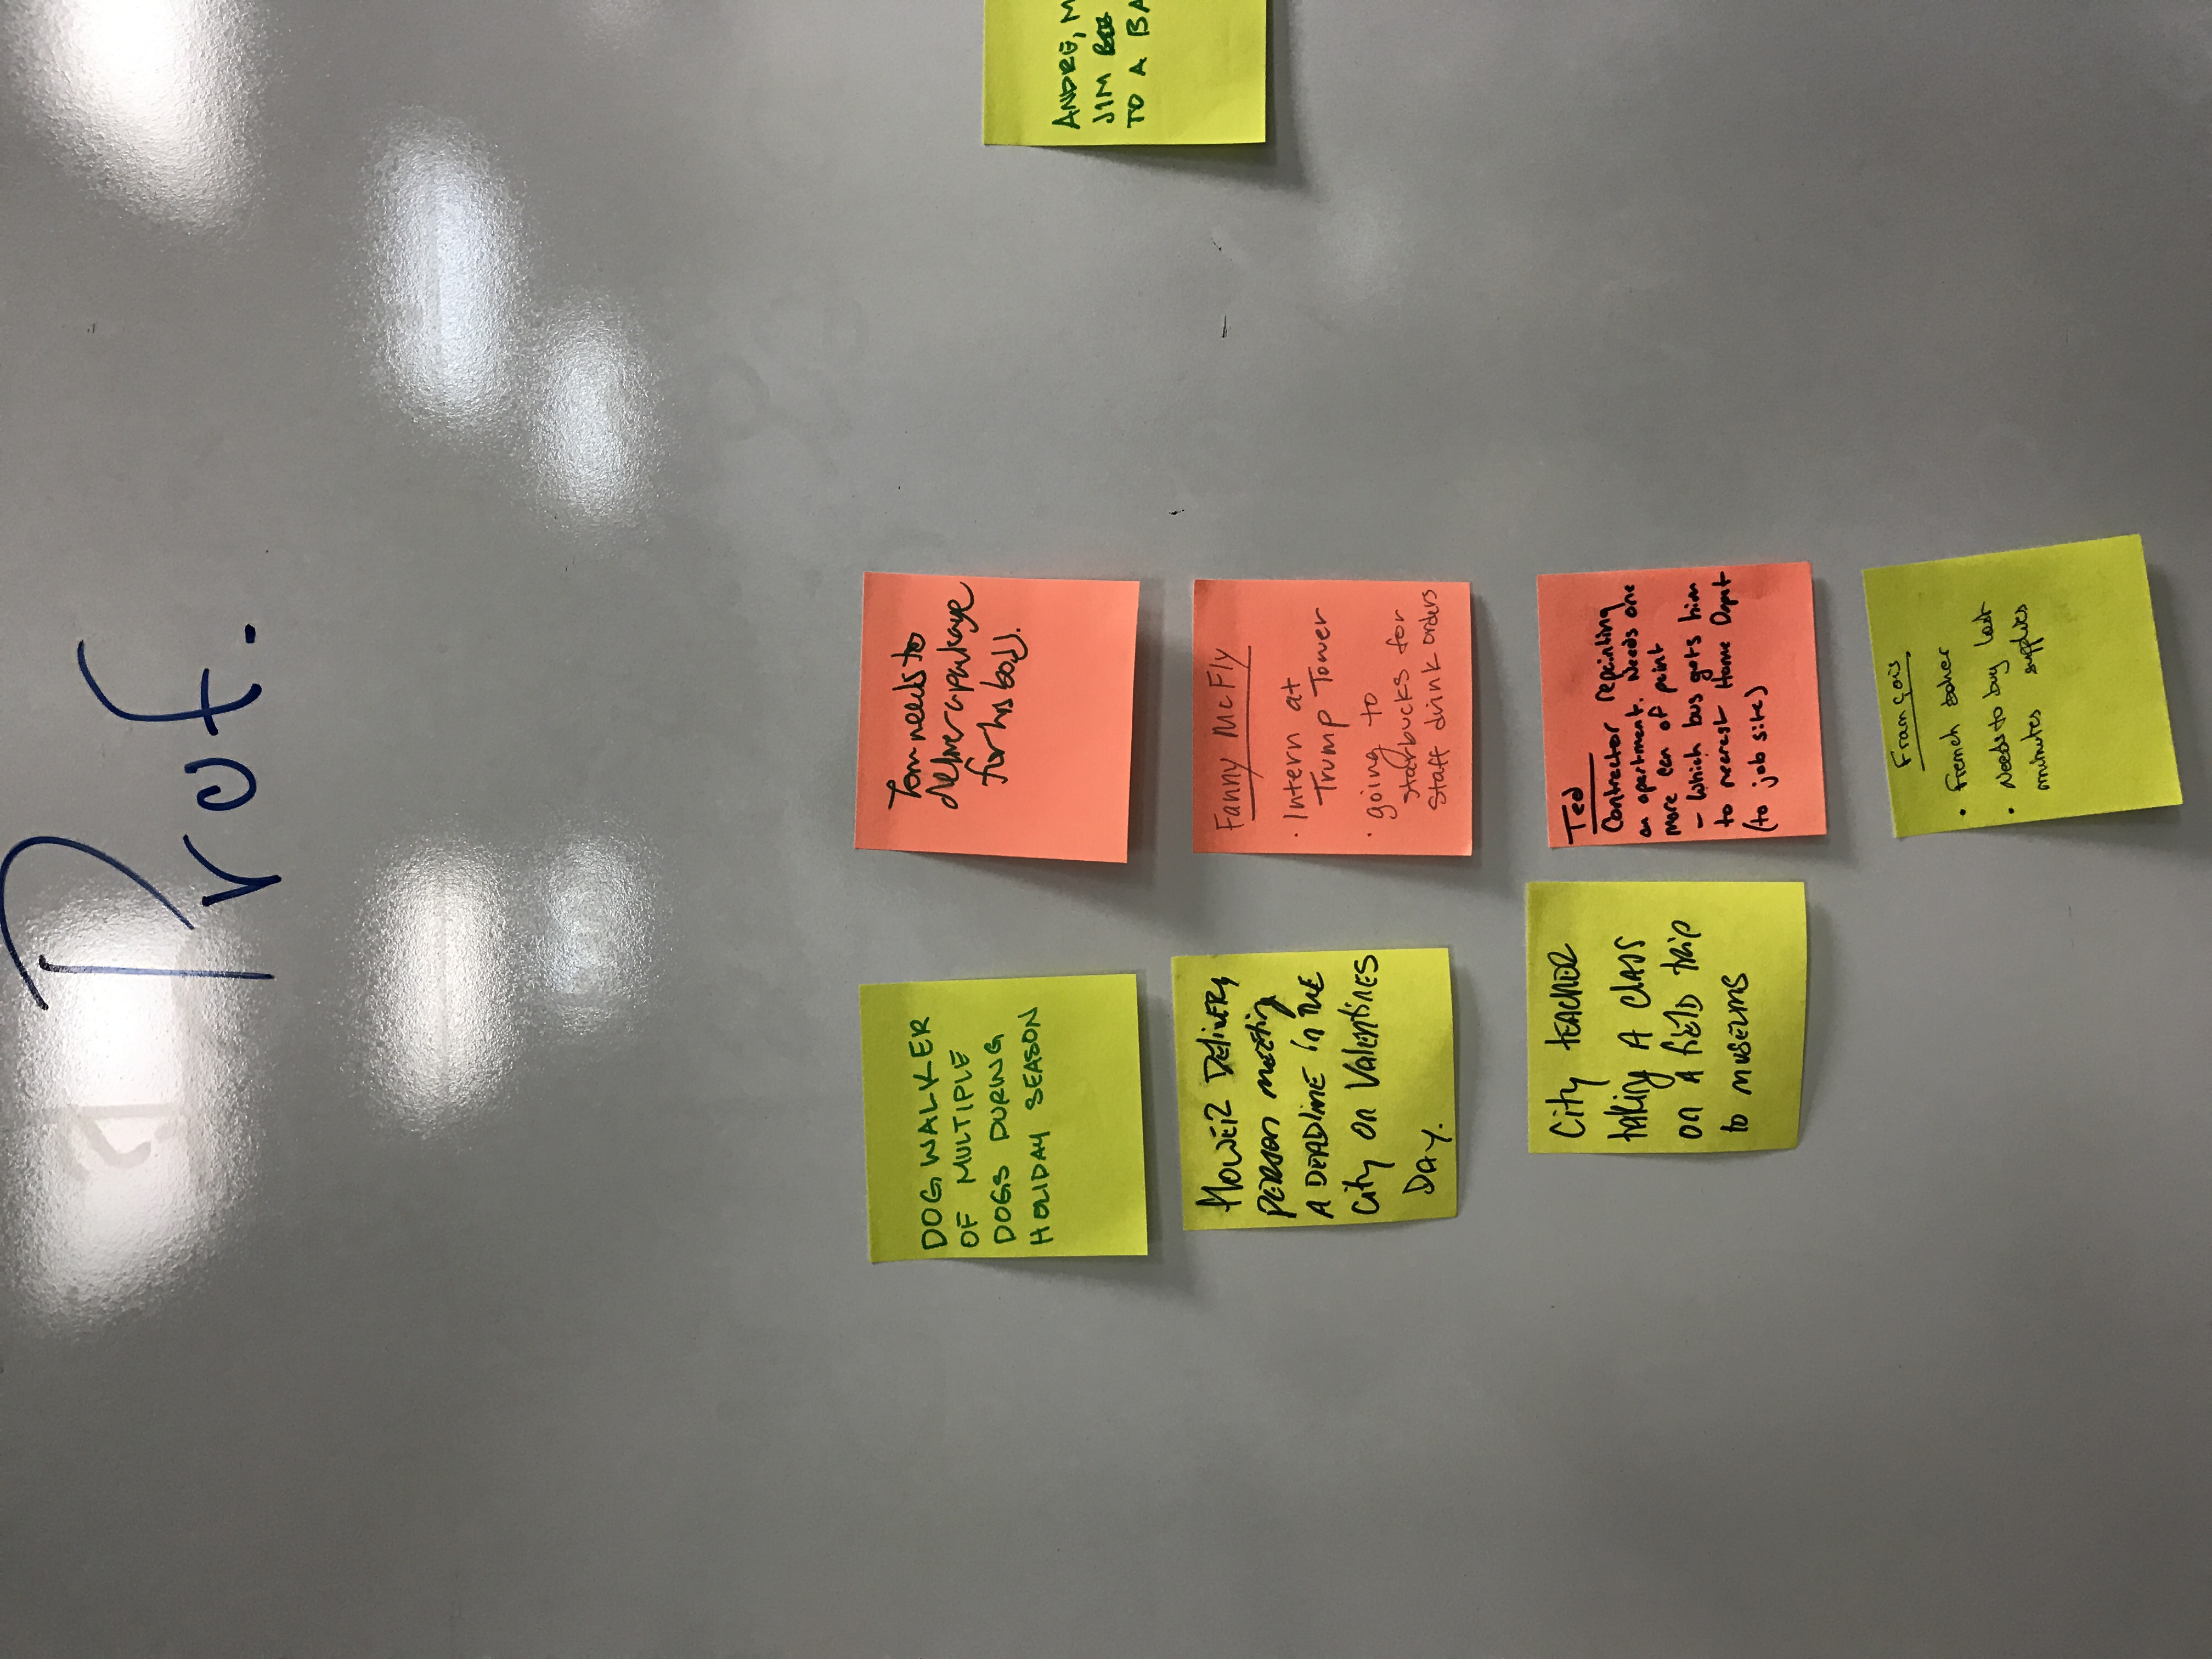 Prof.
DOG WALKER
OF MULTIPLE
DOGS DURING
HOLIDAY SEASON
Tom needs to
deliver a package
for his boss.
FLOWER DELIVERY
PERSON MEETING
A DEADLINE in THE
City on VALENTINES
DAY.
Fanny McFly
· Intern at
Trump Tower
· going to
starbucks for
staff drink orders
City TEACHER
taking A CLASS
on A FIELD trip
to MUSEUMS
Ted
Contractor repainting
an apartment. Needs one
more can of paint
- Which bus gets him
to nearest Home Depot
(to job site)
François
• French baker
• Needs to buy last
minutes supplies
ANDRE, M
JIM
TO A BA